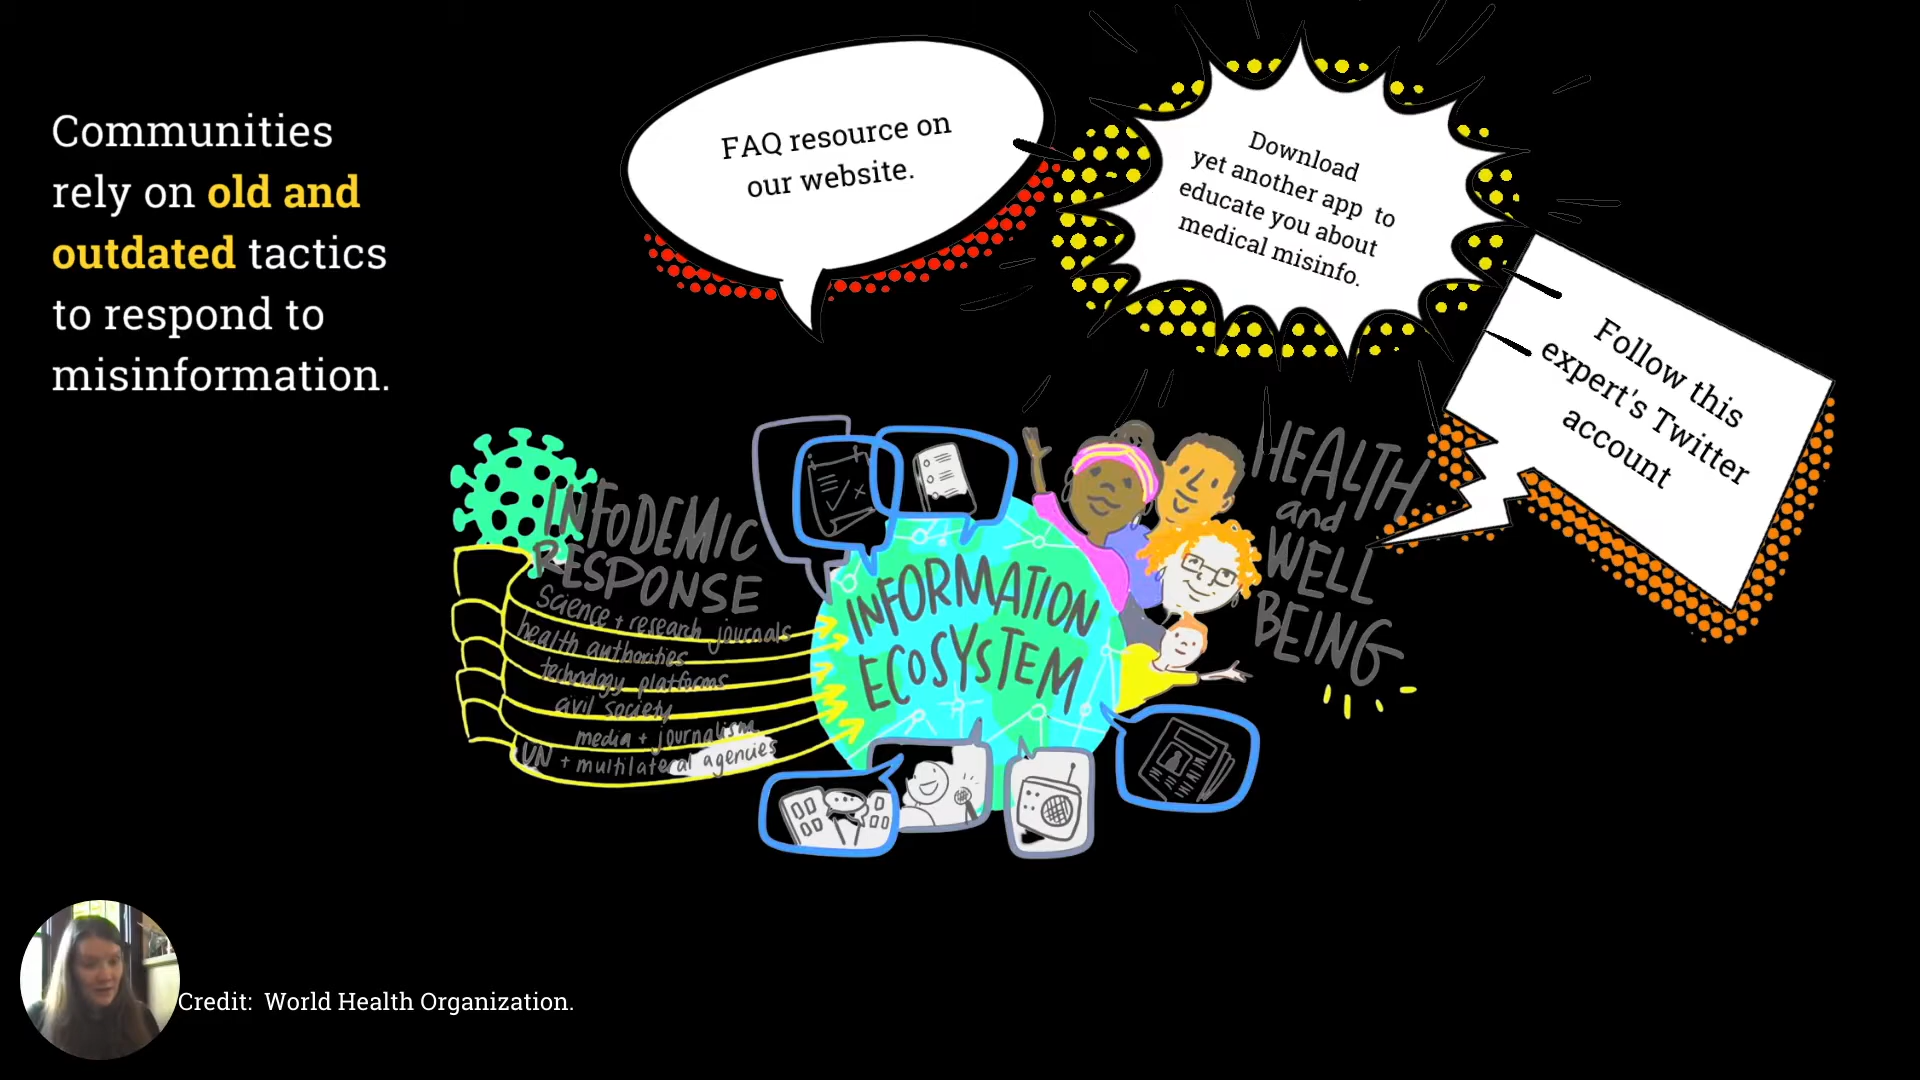 Communities
rely on old and
outdated tactics
to respond to
misinformation.
FAQ resource on
our website.
Download
yet another app to
educate you about
medical misinfo.
Follow this
expert's Twitter
account
INFODEMIC
RESPONSE
science + research journals
health authorities
technology platforms
civil society
media + journalism
UN + multilateral agencies
INFORMATION
ECOSYSTEM
HEALTH
and
WELL
BEING
Credit: World Health Organization.